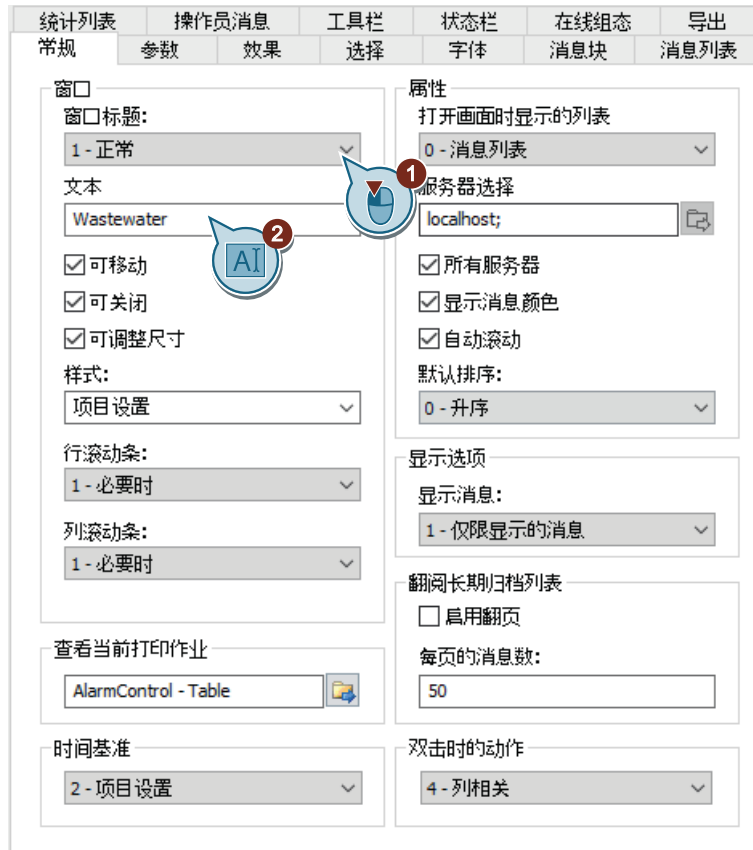 统计列表 操作员消息 工具栏 状态栏 在线组态 导出
常规 参数 效果 选择 字体 消息块 消息列表
窗口
窗口标题:
1 - 正常
文本
Wastewater
可移动
可关闭
可调整尺寸
样式:
项目设置
行滚动条:
1 - 必要时
列滚动条:
1 - 必要时
查看当前打印作业
AlarmControl - Table
时间基准
2 - 项目设置
属性
打开画面时显示的列表
0 - 消息列表
服务器选择
localhost;
所有服务器
显示消息颜色
自动滚动
默认排序:
0 - 升序
显示选项
显示消息:
1 - 仅限显示的消息
翻阅长期归档列表
启用翻页
每页的消息数:
50
双击时的动作
4 - 列相关
1
2
AI